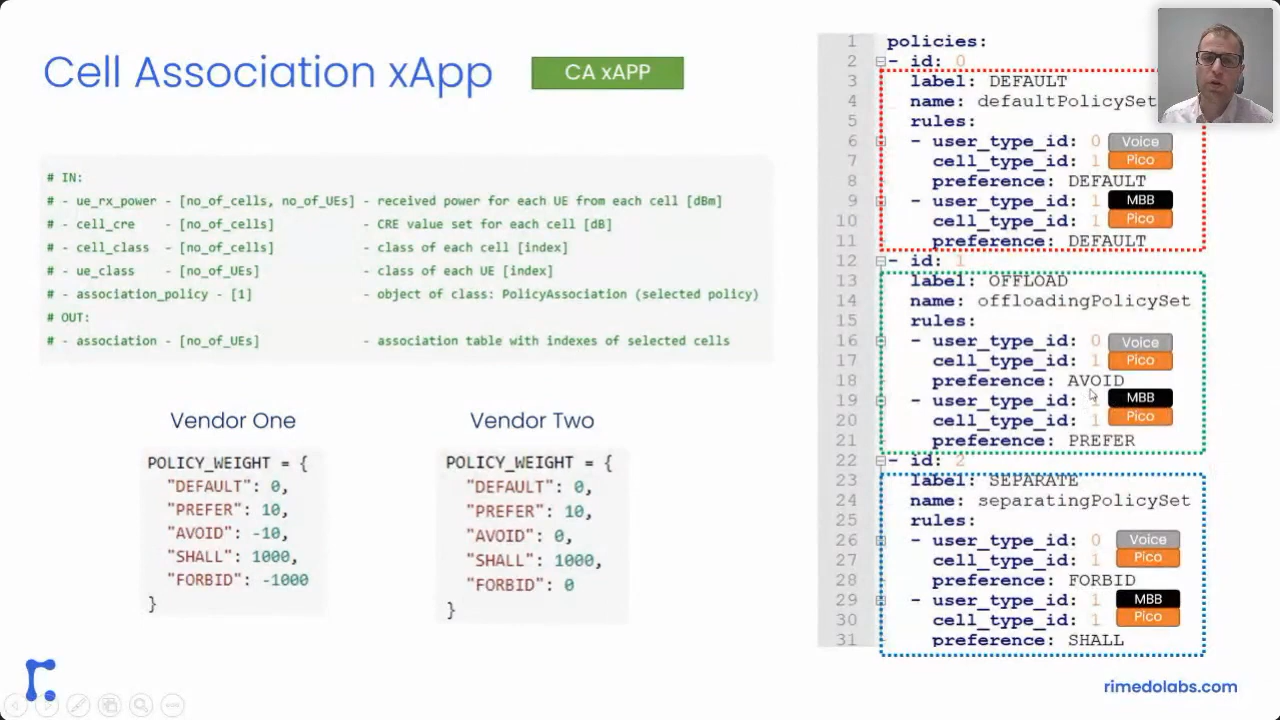 Cell Association xApp
CA xAPP
# IN:
# - ue_rx_power - [no_of_cells, no_of_UEs] - received power for each UE from each cell [dBm]
# - cell_cre - [no_of_cells] - CRE value set for each cell [dB]
# - cell_class - [no_of_cells] - class of each cell [index]
# - ue_class - [no_of_UEs] - class of each UE [index]
# - association_policy - [1] - object of class: PolicyAssociation (selected policy)
# OUT:
# - association - [no_of_UEs] - association table with indexes of selected cells
Vendor One
POLICY_WEIGHT = {
"DEFAULT": 0,
"PREFER": 10,
"AVOID": -10,
"SHALL": 1000,
"FORBID": -1000
}
Vendor Two
POLICY_WEIGHT = {
"DEFAULT": 0,
"PREFER": 10,
"AVOID": 0,
"SHALL": 1000,
"FORBID": 0
}
1 policies:
2 - id: 0
3 label: DEFAULT
4 name: defaultPolicySet
5 rules:
6 - user_type_id: 0 Voice
7 cell_type_id: 1 Pico
8 preference: DEFAULT
9 - user_type_id: 1 MBB
10 cell_type_id: 1 Pico
11 preference: DEFAULT
12 - id: 1
13 label: OFFLOAD
14 name: offloadingPolicySet
15 rules:
16 - user_type_id: 0 Voice
17 cell_type_id: 1 Pico
18 preference: AVOID
19 - user_type_id: 1 MBB
20 cell_type_id: 1 Pico
21 preference: PREFER
22 - id: 2
23 label: SEPARATE
24 name: separatingPolicySet
25 rules:
26 - user_type_id: 0 Voice
27 cell_type_id: 1 Pico
28 preference: FORBID
29 - user_type_id: 1 MBB
30 cell_type_id: 1 Pico
31 preference: SHALL
rimedolabs.com